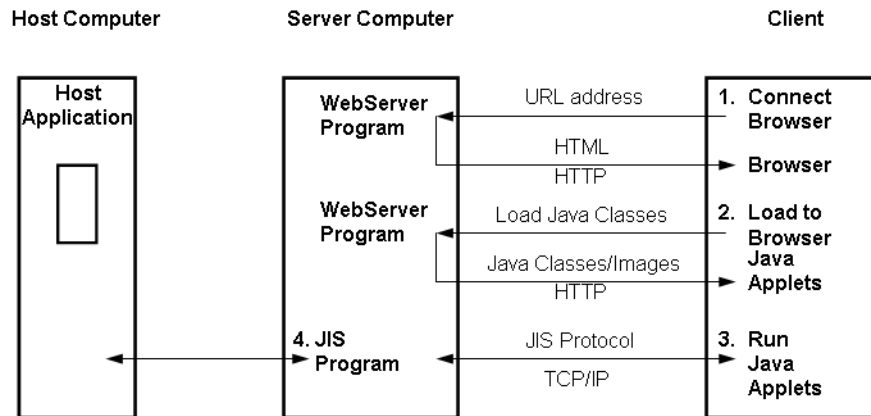 Host Computer
Server Computer
Client
Host
Application
WebServer
Program
URL address
1. Connect
Browser
HTML
HTTP
Browser
WebServer
Program
Load Java Classes
2. Load to
Browser
Java
Applets
Java Classes/Images
HTTP
4. JIS
Program
JIS Protocol
TCP/IP
3. Run
Java
Applets